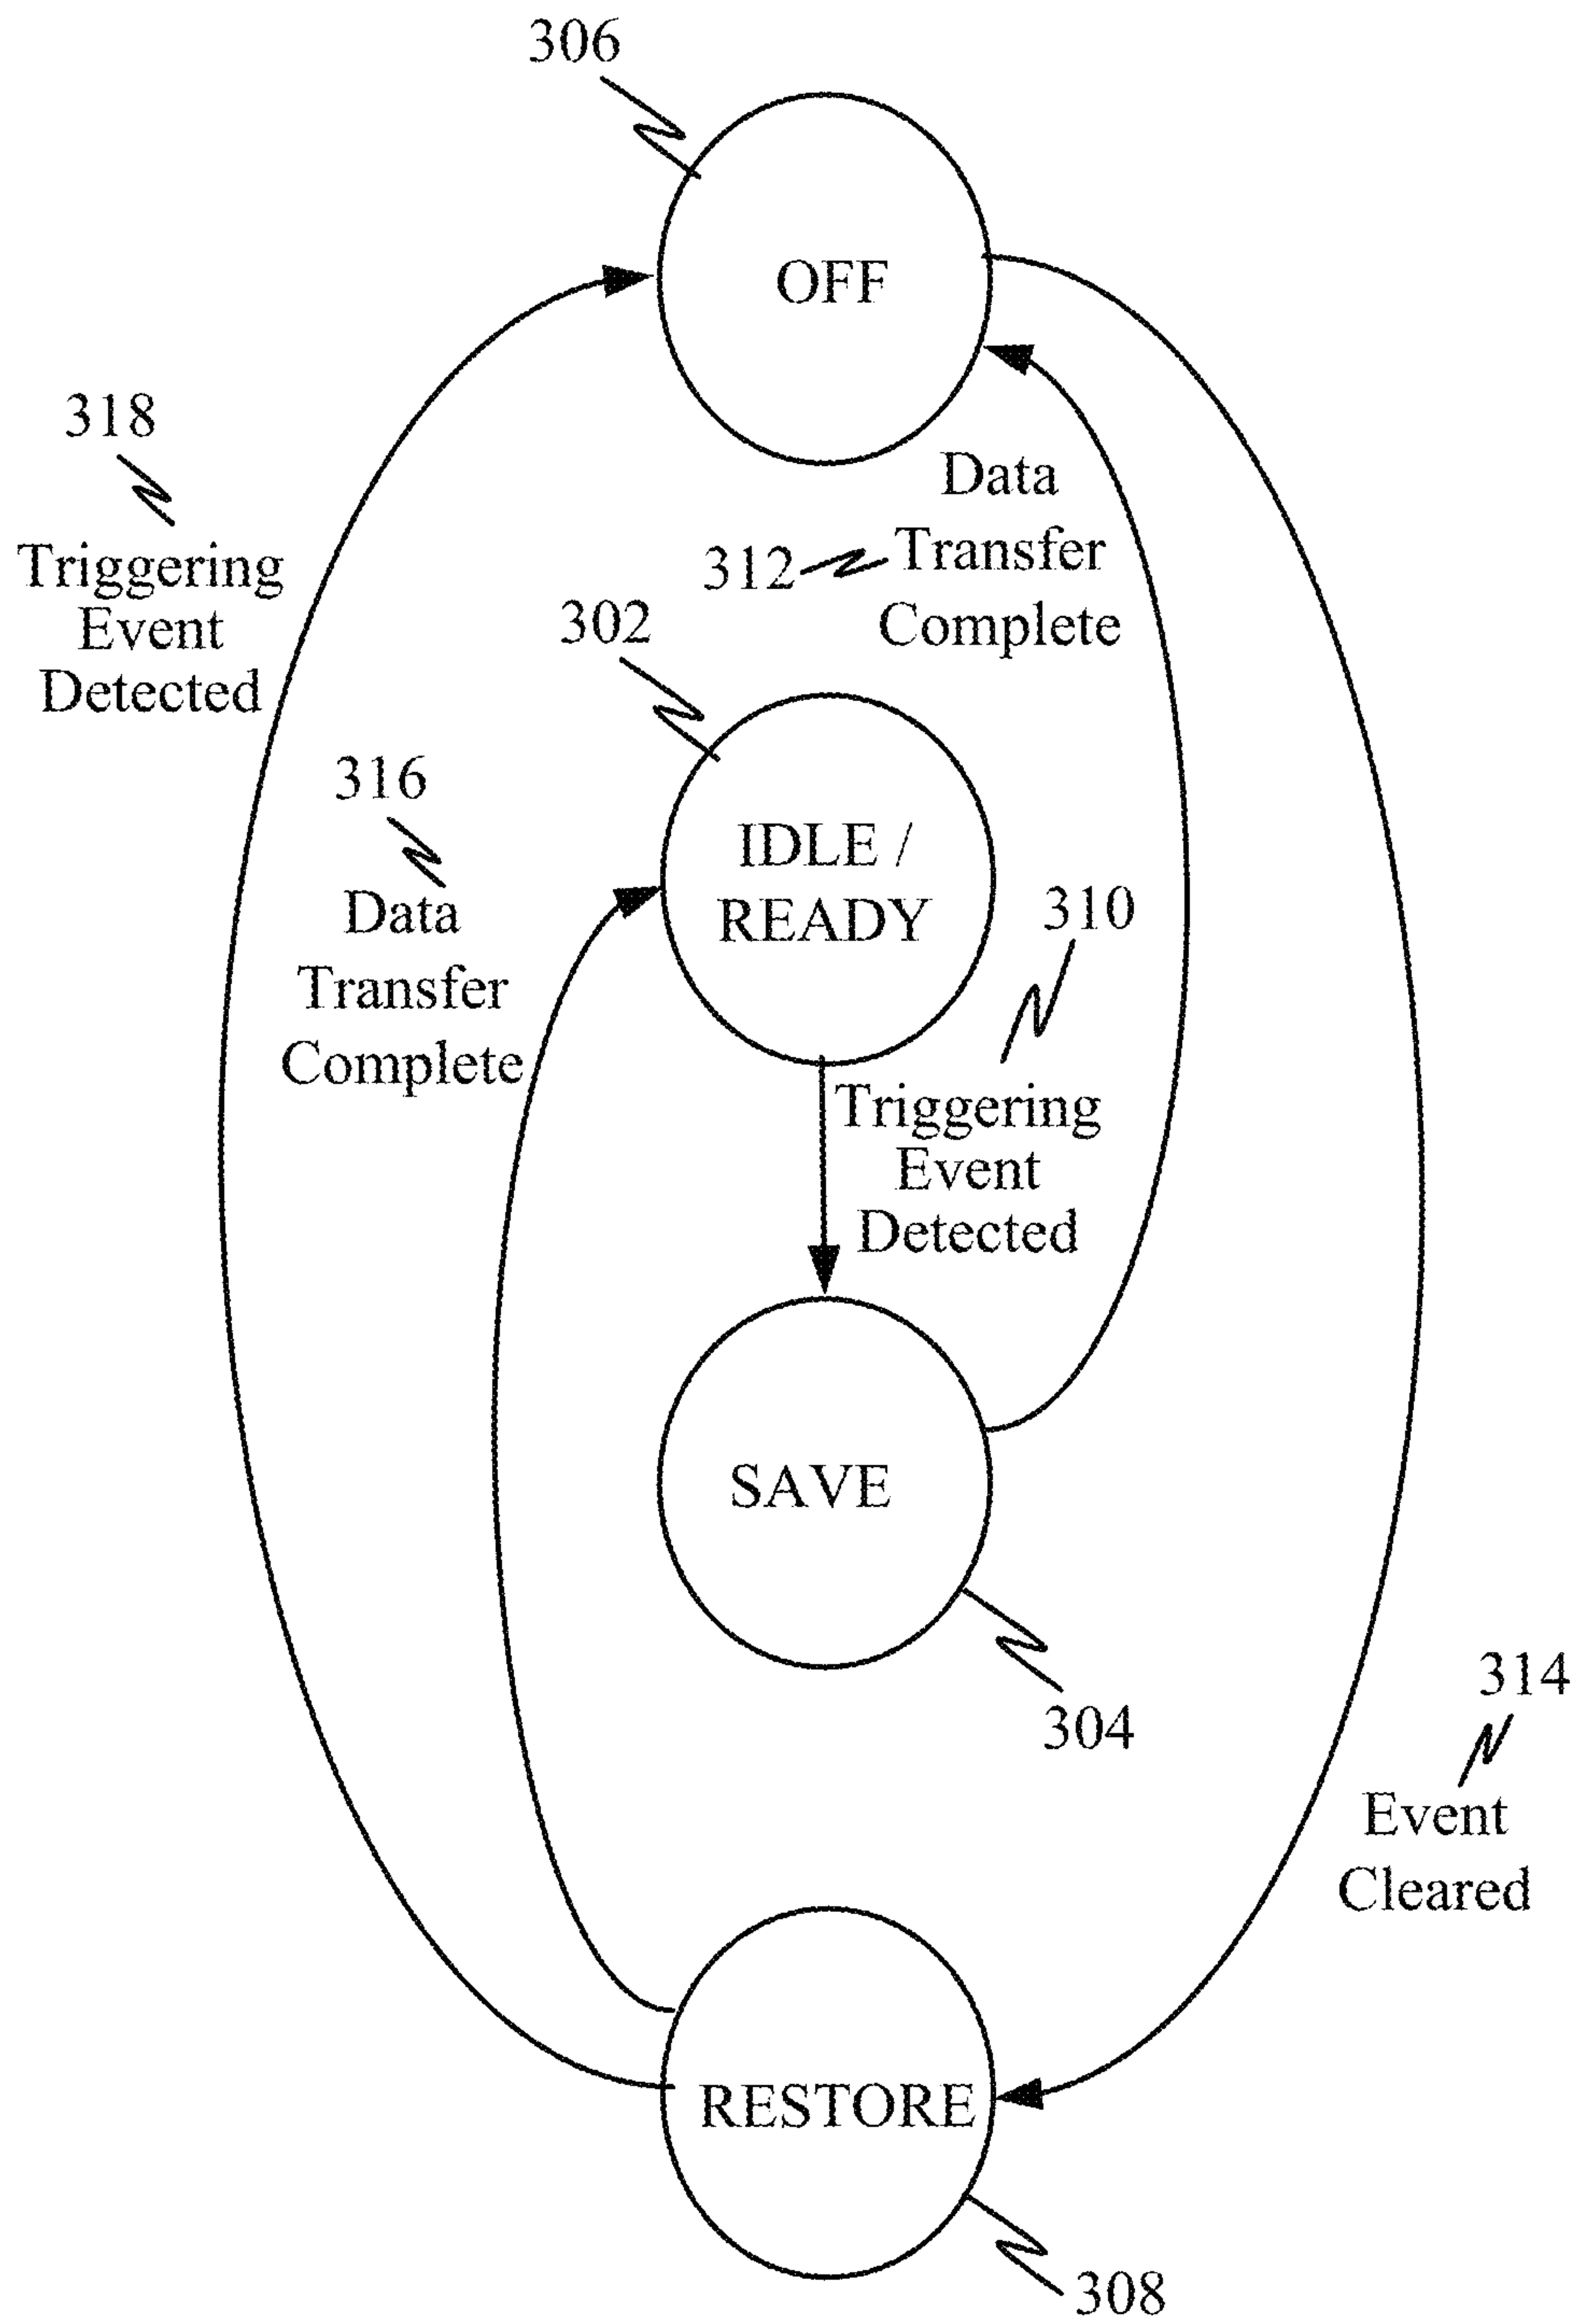 306
OFF
318
Triggering
Event
Detected
Data
Transfer
Complete
312
302
316
Data
Transfer
Complete
IDLE /
READY
310
Triggering
Event
Detected
SAVE
304
314
Event
Cleared
RESTORE
308